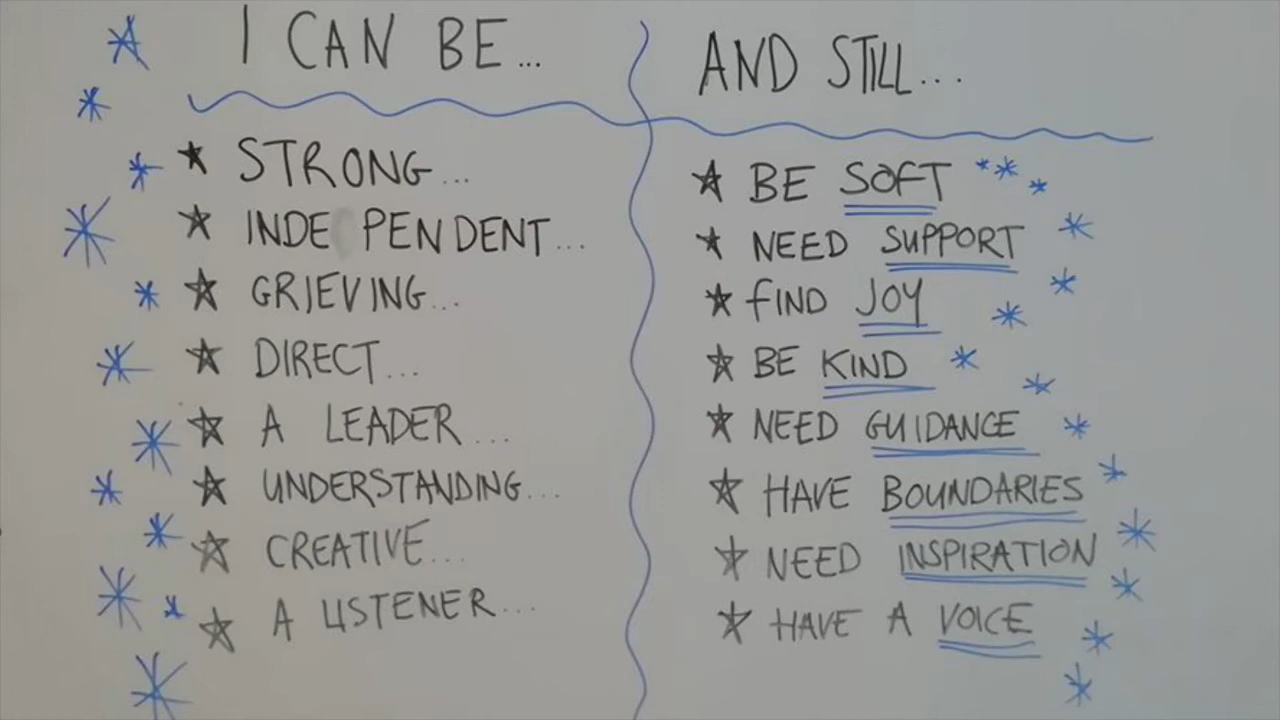 I CAN BE...
AND STILL...
STRONG...
BE SOFT
INDEPENDENT...
NEED SUPPORT
GRIEVING...
FIND JOY
DIRECT...
BE KIND
A LEADER...
NEED GUIDANCE
UNDERSTANDING...
HAVE BOUNDARIES
CREATIVE...
NEED INSPIRATION
A LISTENER...
HAVE A VOICE